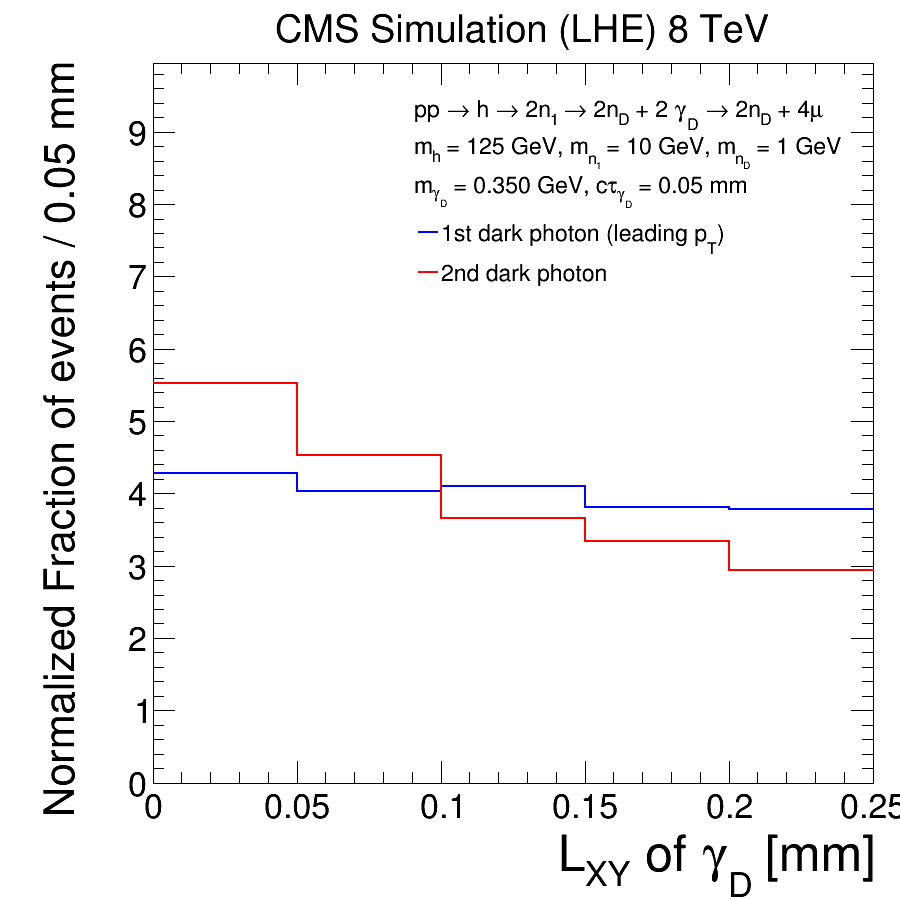 CMS Simulation (LHE) 8 TeV
Normalized Fraction of events / 0.05 mm
pp → h → 2n1 → 2nD + 2 γD → 2nD + 4μ
mh = 125 GeV, mn1 = 10 GeV, mnD = 1 GeV
mγD = 0.350 GeV, cτγD = 0.05 mm
1st dark photon (leading pT)
2nd dark photon
9
8
7
6
5
4
3
2
1
0
0 0.05 0.1 0.15 0.2 0.25
LXY of γD [mm]